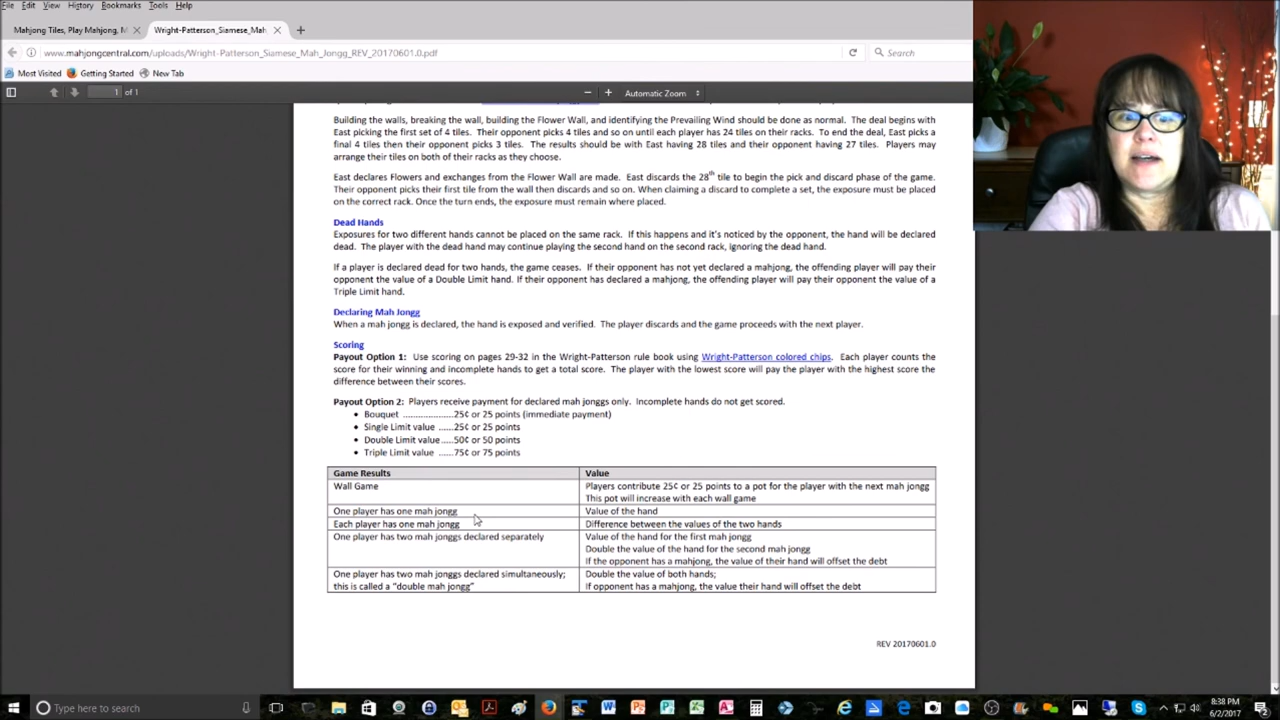 File Edit View History Bookmarks Tools Help
Mahjong Tiles, Play Mahjong, M
Wright-Patterson_Siamese_Mah
www.mahjongcentral.com/uploads/Wright-Patterson_Siamese_Mah_Jongg_REV_20170601.0.pdf
Search
Most Visited Getting Started New Tab
1 of 1
Automatic Zoom
Building the walls, breaking the wall, building the Flower Wall, and identifying the Prevailing Wind should be done as normal. The deal begins with
East picking the first set of 4 tiles. Their opponent picks 4 tiles and so on until each player has 24 tiles on their racks. To end the deal, East picks a
final 4 tiles then their opponent picks 3 tiles. The results should be with East having 28 tiles and their opponent having 27 tiles. Players may
arrange their tiles on both of their racks as they choose.
East declares Flowers and exchanges from the Flower Wall are made. East discards the 28th tile to begin the pick and discard phase of the game.
Their opponent picks their first tile from the wall then discards and so on. When claiming a discard to complete a set, the exposure must be placed
on the correct rack. Once the turn ends, the exposure must remain where placed.
Dead Hands
Exposures for two different hands cannot be placed on the same rack. If this happens and it's noticed by the opponent, the hand will be declared
dead. The player with the dead hand may continue playing the second hand on the second rack, ignoring the dead hand.
If a player is declared dead for two hands, the game ceases. If their opponent has not yet declared a mahjong, the offending player will pay their
opponent the value of a Double Limit hand. If their opponent has declared a mahjong, the offending player will pay their opponent the value of a
Triple Limit hand.
Declaring Mah Jongg
When a mah jongg is declared, the hand is exposed and verified. The player discards and the game proceeds with the next player.
Scoring
Payout Option 1: Use scoring on pages 29-32 in the Wright-Patterson rule book using Wright-Patterson colored chips. Each player counts the
score for their winning and incomplete hands to get a total score. The player with the lowest score will pay the player with the highest score the
difference between their scores.
Payout Option 2: Players receive payment for declared mah jonggs only. Incomplete hands do not get scored.
• Bouquet ...................25¢ or 25 points (immediate payment)
• Single Limit value ......25¢ or 25 points
• Double Limit value.....50¢ or 50 points
• Triple Limit value ......75¢ or 75 points
Game Results Value
Wall Game Players contribute 25¢ or 25 points to a pot for the player with the next mah jongg
This pot will increase with each wall game
One player has one mah jongg Value of the hand
Each player has one mah jongg Difference between the values of the two hands
One player has two mah jonggs declared separately Value of the hand for the first mah jongg
Double the value of the hand for the second mah jongg
If the opponent has a mahjong, the value of their hand will offset the debt
One player has two mah jonggs declared simultaneously; Double the value of both hands;
this is called a "double mah jongg" If opponent has a mahjong, the value their hand will offset the debt
REV 20170601.0
Type here to search
8:38 PM
6/2/2017